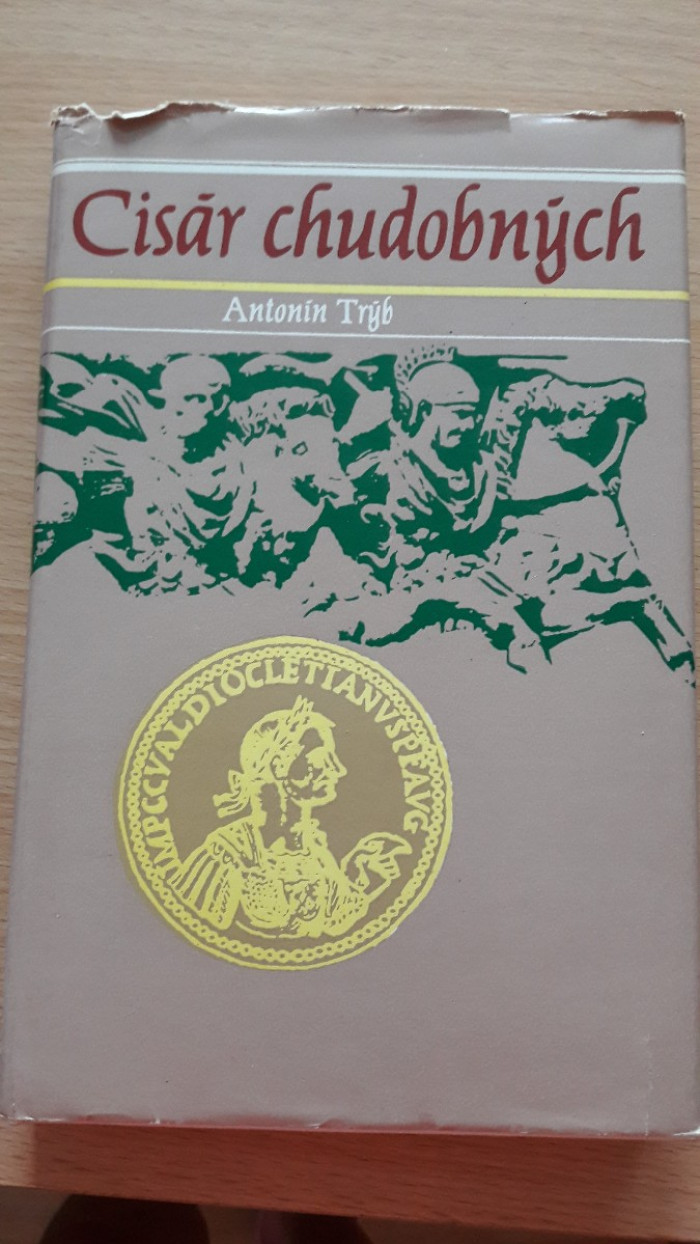 Cisár chudobných
Antonín Trýb
IMPCCVALDIOCLETIANVSPFAVG